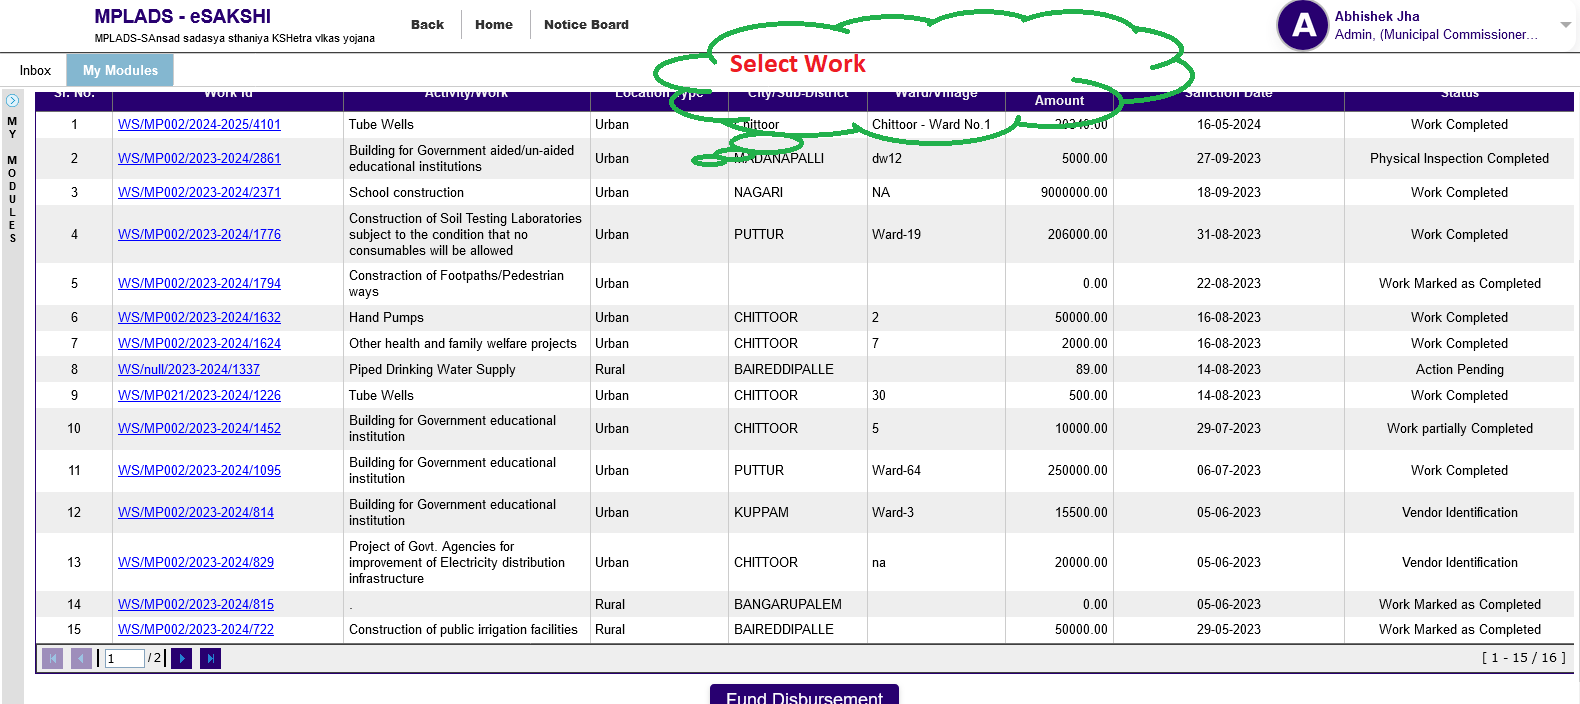 MPLADS - eSAKSHI
MPLADS-SAnsad sadasya sthaniya KSHetra vIkas yojana
Back
Home
Notice Board
A
Abhishek Jha
Admin, (Municipal Commissioner...
Select Work
Inbox
My Modules
MY MODULES
Sr. No. Work Id Activity/Work Location Type City/Sub-District Ward/Village Amount Sanction Date Status
1 WS/MP002/2024-2025/4101 Tube Wells Urban Chittoor Chittoor - Ward No.1 16-05-2024 Work Completed
2 WS/MP002/2023-2024/2861 Building for Government aided/un-aided Urban MADANAPALLI dw12 5000.00 27-09-2023 Physical Inspection Completed
educational institutions
3 WS/MP002/2023-2024/2371 School construction Urban NAGARI NA 9000000.00 18-09-2023 Work Completed
Construction of Soil Testing Laboratories
4 WS/MP002/2023-2024/1776 subject to the condition that no Urban PUTTUR Ward-19 206000.00 31-08-2023 Work Completed
consumables will be allowed
5 WS/MP002/2023-2024/1794 Constraction of Footpaths/Pedestrian Urban 0.00 22-08-2023 Work Marked as Completed
ways
6 WS/MP002/2023-2024/1632 Hand Pumps Urban CHITTOOR 2 50000.00 16-08-2023 Work Completed
7 WS/MP002/2023-2024/1624 Other health and family welfare projects Urban CHITTOOR 7 2000.00 16-08-2023 Work Completed
8 WS/null/2023-2024/1337 Piped Drinking Water Supply Rural BAIREDDIPALLE 89.00 14-08-2023 Action Pending
9 WS/MP021/2023-2024/1226 Tube Wells Urban CHITTOOR 30 500.00 14-08-2023 Work Completed
10 WS/MP002/2023-2024/1452 Building for Government educational Urban CHITTOOR 5 10000.00 29-07-2023 Work partially Completed
institution
11 WS/MP002/2023-2024/1095 Building for Government educational Urban PUTTUR Ward-64 250000.00 06-07-2023 Work Completed
institution
12 WS/MP002/2023-2024/814 Building for Government educational Urban KUPPAM Ward-3 15500.00 05-06-2023 Vendor Identification
institution
Project of Govt. Agencies for
13 WS/MP002/2023-2024/829 improvement of Electricity distribution Urban CHITTOOR na 20000.00 05-06-2023 Vendor Identification
infrastructure
14 WS/MP002/2023-2024/815 . Rural BANGARUPALEM 0.00 05-06-2023 Work Marked as Completed
15 WS/MP002/2023-2024/722 Construction of public irrigation facilities Rural BAIREDDIPALLE 50000.00 29-05-2023 Work Marked as Completed
1 / 2
[ 1 - 15 / 16 ]
Fund Disbursement